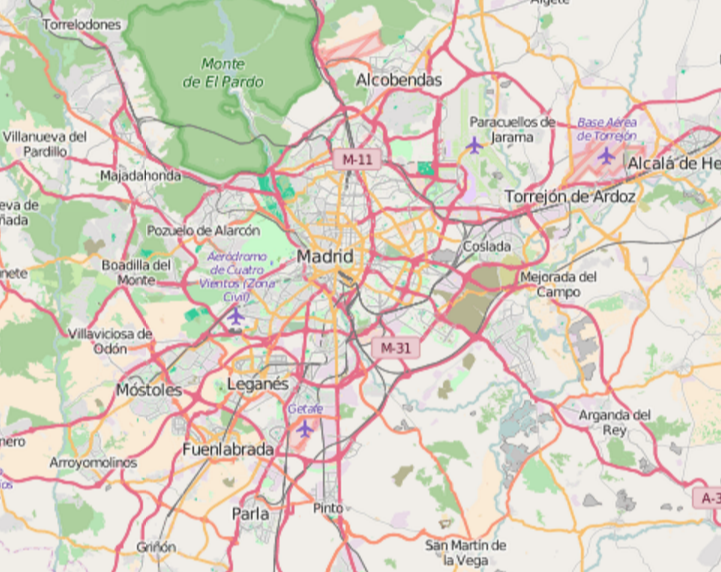 Algete
Torrelodones
Monte
de El Pardo
Alcobendas
Paracuellos de
Jarama
Base Aérea
de Torrejón
Villanueva del
Pardillo
M-11
Alcalá de He
Majadahonda
Torrejón de Ardoz
eva de
ñada
Pozuelo de Alarcón
Coslada
Madrid
Aeródromo
de Cuatro
Vientos (Zona
Civil)
Boadilla del
Monte
nete
Mejorada del
Campo
Villaviciosa de
Odón
M-31
Móstoles
Leganés
Getafe
Arganda del
Rey
nero
Fuenlabrada
Arroyomolinos
ios
A-3
Parla
Pinto
Griñón
San Martín de
la Vega